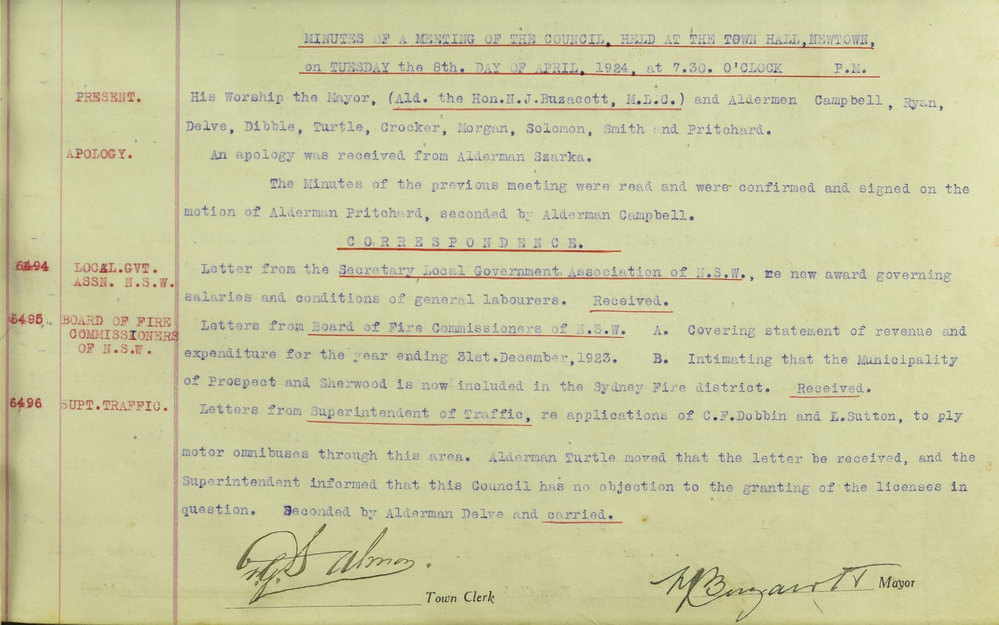 MINUTES OF A MEETING OF THE COUNCIL, HELD AT THE TOWN HALL, NEWTOWN,
on TUESDAY the 8th. DAY OF APRIL, 1924, at 7.30. O'CLOCK P.M.
PRESENT. His Worship the Mayor, (Ald. the Hon.N.J.Buzacott, M.L.C.) and Aldermen Campbell, Ryan,
Delve, Dibble, Turtle, Crocker, Morgan, Solomon, Smith and Pritchard.
APOLOGY. An apology was received from Alderman Szarka.
The Minutes of the previous meeting were read and were confirmed and signed on the
motion of Alderman Pritchard, seconded by Alderman Campbell.
CORRESPONDENCE.
6494 LOCAL.GVT. Letter from the Secretary Local Government Association of N.S.W., re new award governing
ASSN. N.S.W. salaries and conditions of general labourers. Received.
6495 BOARD OF FIRE Letters from Board of Fire Commissioners of N.S.W. A. Covering statement of revenue and
COMMISSIONERS expenditure for the year ending 31st.December,1923. B. Intimating that the Municipality
OF N.S.W. of Prospect and Sherwood is now included in the Sydney Fire district. Received.
6496 SUPT.TRAFFIC. Letters from Superintendent of Traffic, re applications of C.F.Dobbin and L.Sutton, to ply
motor omnibuses through this area. Alderman Turtle moved that the letter be received, and the
Superintendent informed that this Council has no objection to the granting of the licenses in
question. Seconded by Alderman Delve and carried.
Town Clerk
Mayor